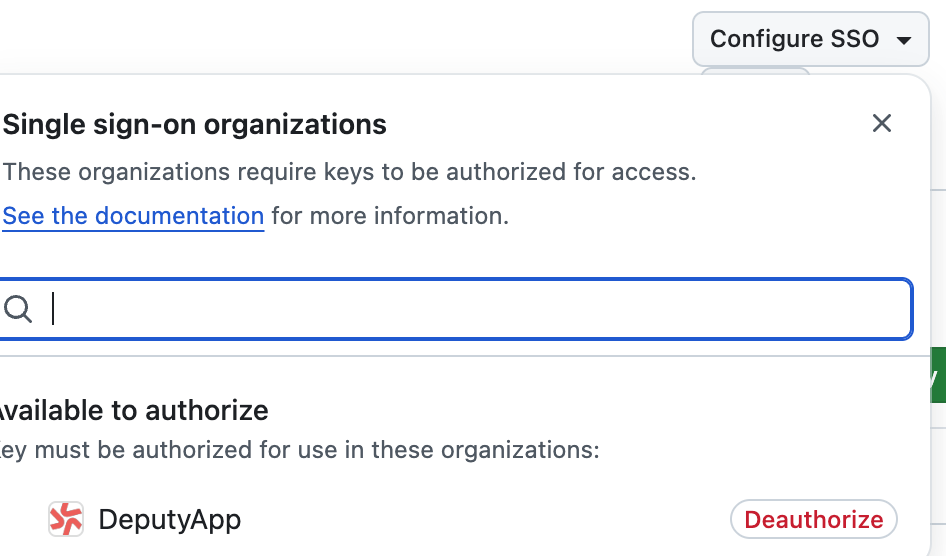 Configure SSO
Single sign-on organizations
These organizations require keys to be authorized for access.
See the documentation for more information.
Available to authorize
Key must be authorized for use in these organizations:
DeputyApp
Deauthorize